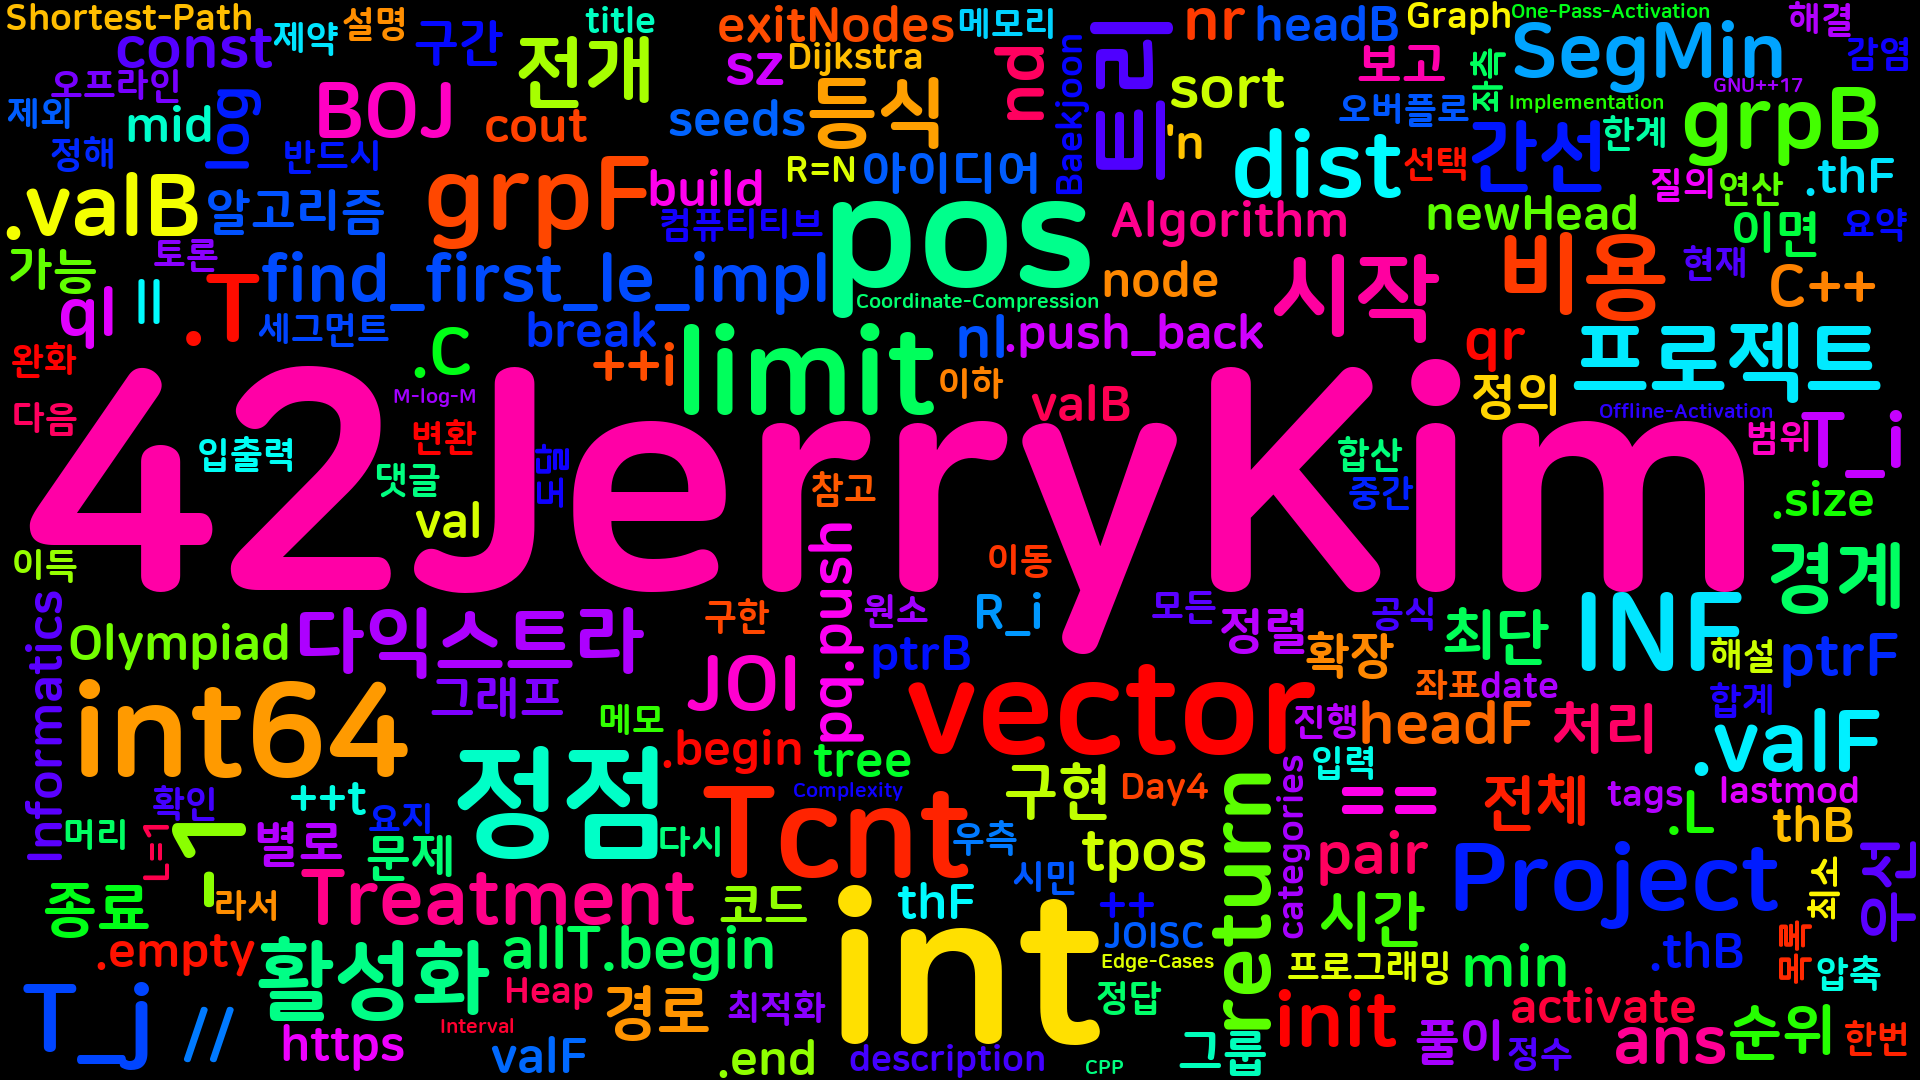 Shortest-Path
제약
설명
구간
title
exitNodes
메모리
nr
headB
Graph
One-Pass-Activation
해결
const
전개
sz
Dijkstra
nd
Baekjoon
트리
보고
최측
SegMin
감염
오프라인
BOJ
seeds
등식
sort
오버플로
GNU++17
제외
mid
log
cout
'n
Implementation
grpB
정해
반드시
R=N
아이디어
dist
선택
간선
한계
.valB
알고리즘
grpF
build
컴퓨티티브
pos
Algorithm
newHead
질의
연산
.thF
이면
요약
가능
토론
find_first_le_impl
node
시작
비용
현재
C++
ql
ll
.T
세그먼트
break
Coordinate-Compression
nl
.push_back
qr
프로젝트
완화
.C
++i
limit
이하
정의
다음
M-log-M
valB
Offline-Activation
42JerryKim
입출력
변환
댓글
val
참고
합산
중간
범위
T_i
.size
이득
pq.push
이동
경계
Informatics
Olympiad
다익스트라
구한
원소
R_i
모든
정렬
공식
최단
INF
확장
해설
ptrF
그래프
JOI
ptrB
좌표
date
합계
int64
메모
vector
진행
headF
처리
.valF
정점
.begin
tree
구현
Day4
return
categories
입력
==
전체
tags
lastmod
확인
++t
요지
Complexity
Tcnt
.L
thB
머리
L=1
별로
문제
다시
우측
tpos
pair
Project
최석
종료
라서
Treatment
코드
thF
시민
++
시간
.empty
활성화
allT.begin
int
JOISC
Edge-Cases
프로그래밍
min
.thB
압축
T_j
//
https
Heap
Interval
valF
경로
최적화
.end
description
정답
CPP
그룹
init
풀이
정수
activate
ans
순위
한번